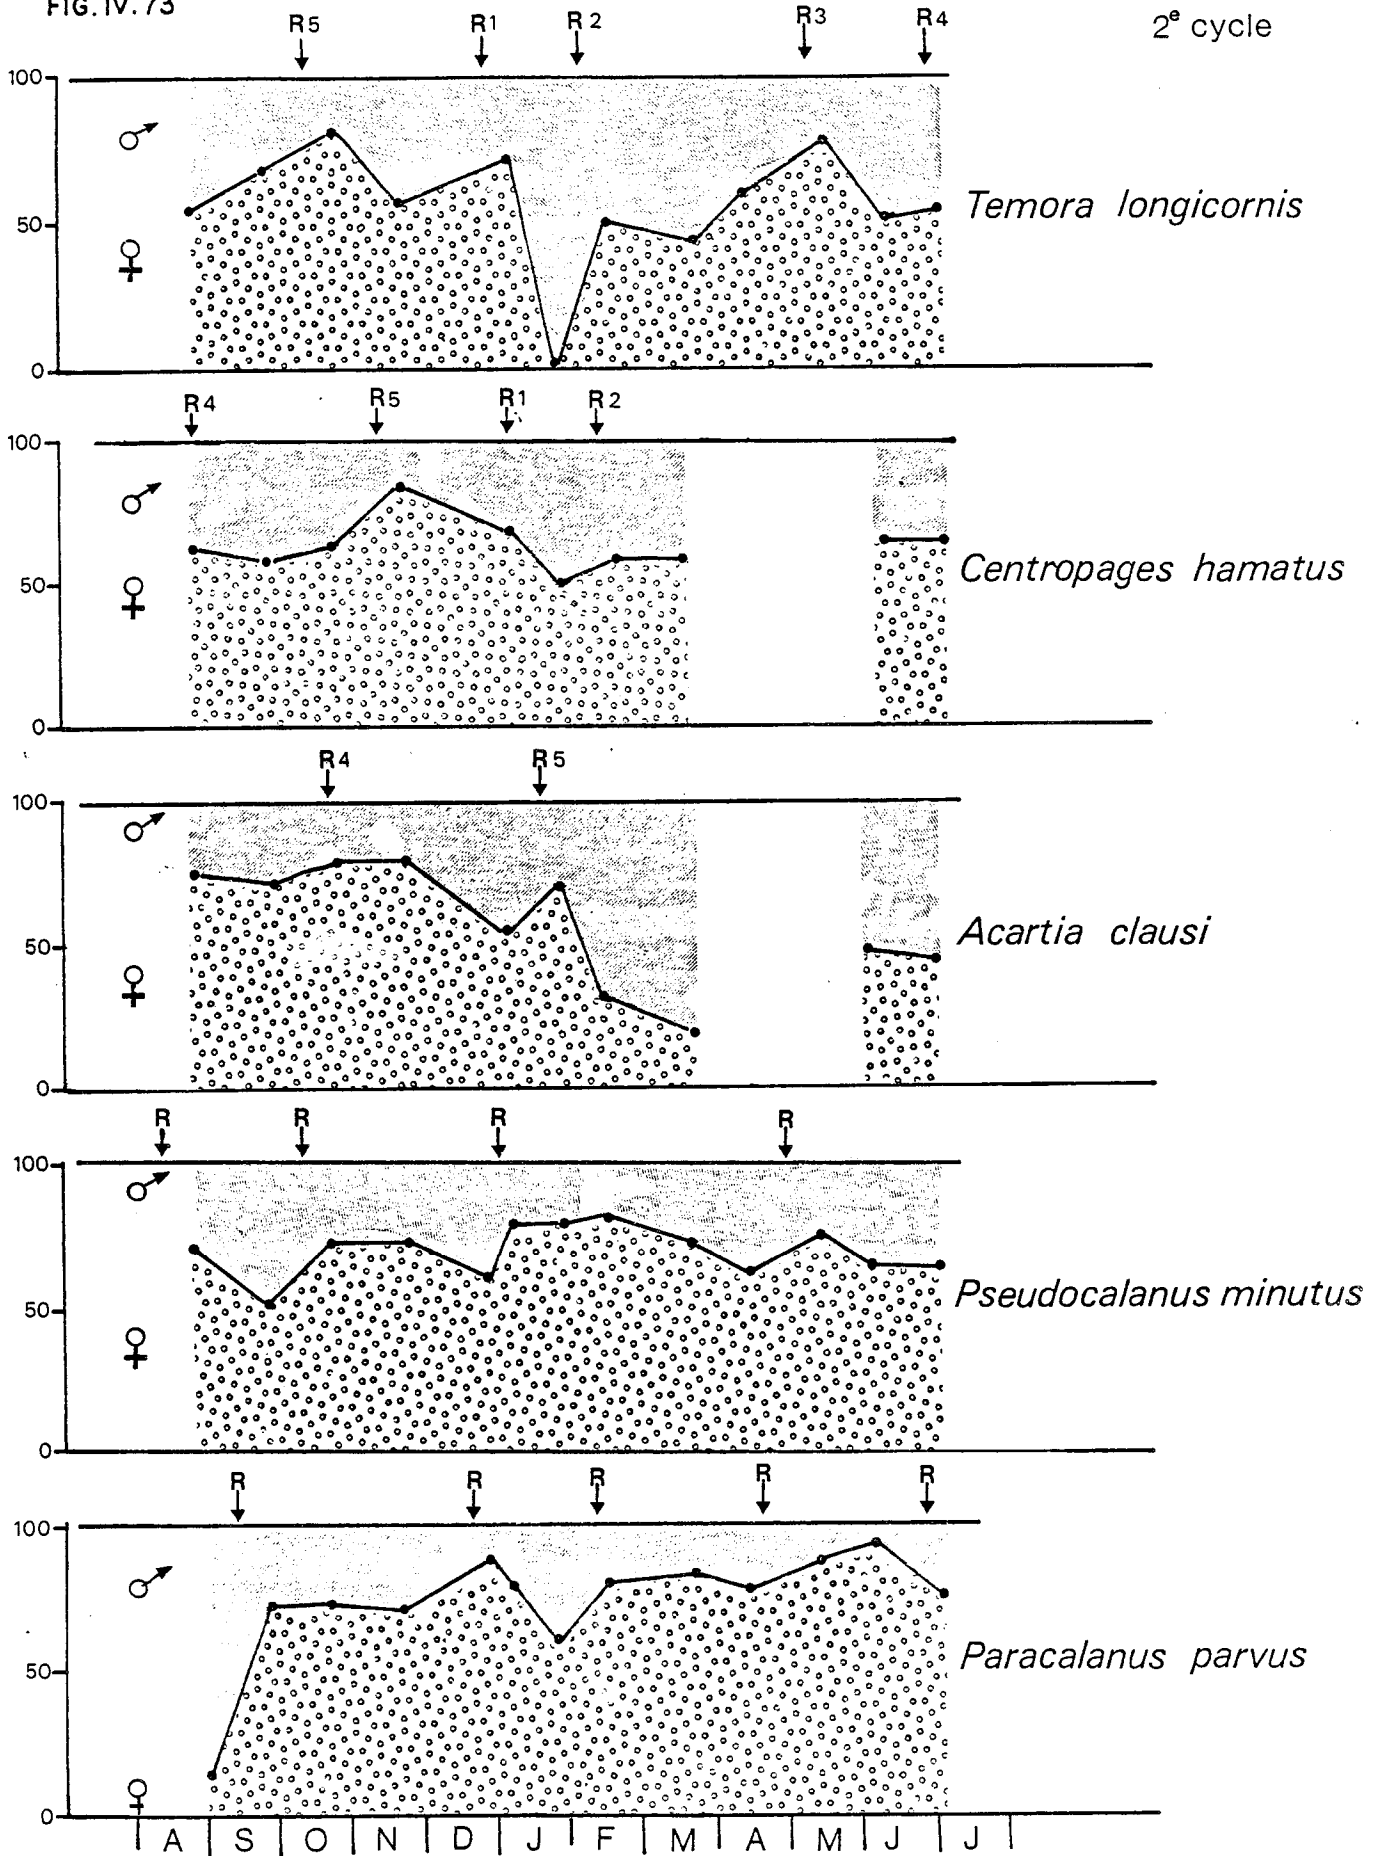 FIG.IV.73
2e cycle
R5 R1 R2 R3 R4
100
♂
50
♀
0
Temora longicornis
R4 R5 R1 R2
100
♂
50
♀
0
Centropages hamatus
R4 R5
100
♂
50
♀
0
Acartia clausi
R R R R
100
♂
50
♀
0
Pseudocalanus minutus
R R R R R
100
♂
50
♀
0
Paracalanus parvus
A S O N D J F M A M J J